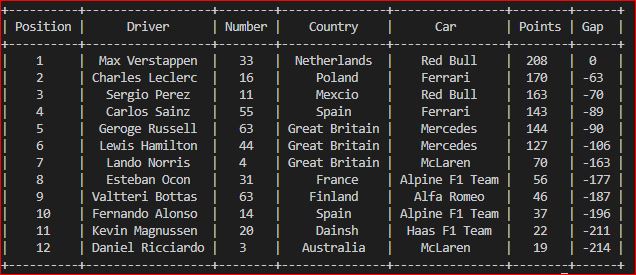 +----------+------------------+--------+---------------+----------------+--------+------+
| Position | Driver | Number | Country | Car | Points | Gap |
+----------+------------------+--------+---------------+----------------+--------+------+
| 1 | Max Verstappen | 33 | Netherlands | Red Bull | 208 | 0 |
| 2 | Charles Leclerc | 16 | Poland | Ferrari | 170 | -63 |
| 3 | Sergio Perez | 11 | Mexcio | Red Bull | 163 | -70 |
| 4 | Carlos Sainz | 55 | Spain | Ferrari | 143 | -89 |
| 5 | Geroge Russell | 63 | Great Britain | Mercedes | 144 | -90 |
| 6 | Lewis Hamilton | 44 | Great Britain | Mercedes | 127 | -106 |
| 7 | Lando Norris | 4 | Great Britain | McLaren | 70 | -163 |
| 8 | Esteban Ocon | 31 | France | Alpine F1 Team | 56 | -177 |
| 9 | Valtteri Bottas | 63 | Finland | Alfa Romeo | 46 | -187 |
| 10 | Fernando Alonso | 14 | Spain | Alpine F1 Team | 37 | -196 |
| 11 | Kevin Magnussen | 20 | Dainsh | Haas F1 Team | 22 | -211 |
| 12 | Daniel Ricciardo | 3 | Australia | McLaren | 19 | -214 |
+----------+------------------+--------+---------------+----------------+--------+------+